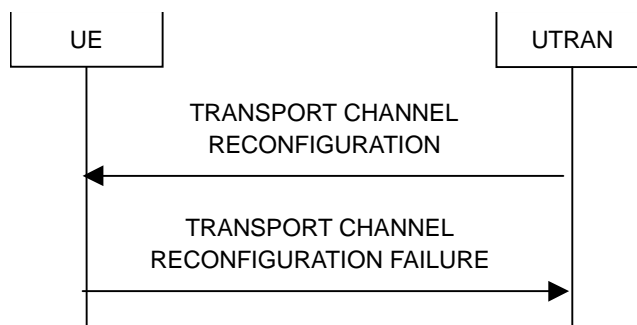 UE
UTRAN
TRANSPORT CHANNEL
RECONFIGURATION
TRANSPORT CHANNEL
RECONFIGURATION FAILURE